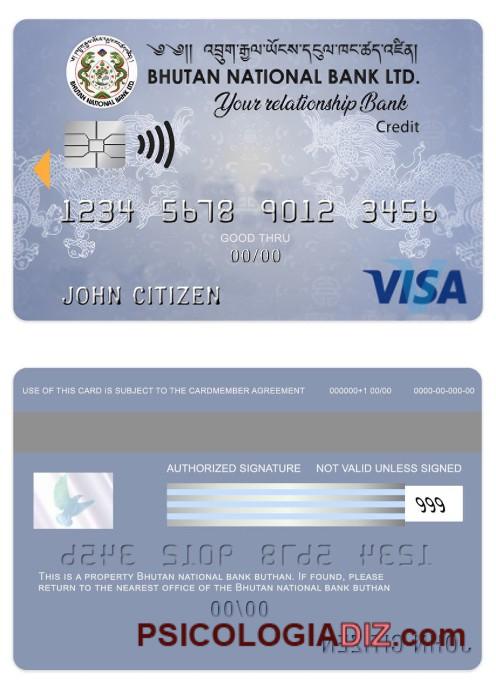 ༄༅།། འབྲུག་རྒྱལ་ཡོངས་དངུལ་ཁང་ཚད་འཛིན།
BHUTAN NATIONAL BANK LTD.
BHUTAN NATIONAL BANK LTD.
Your relationship Bank
Credit
1234 5678 9012 3456
GOOD THRU
00/00
JOHN CITIZEN
VISA
USE OF THIS CARD IS SUBJECT TO THE CARDMEMBER AGREEMENT 000000+1 00/00 0000-00-000-00
AUTHORIZED SIGNATURE NOT VALID UNLESS SIGNED
999
1234 5678 9012 3456
THIS IS A PROPERTY BHUTAN NATIONAL BANK BUTHAN. IF FOUND, PLEASE
RETURN TO THE NEAREST OFFICE OF THE BHUTAN NATIONAL BANK BUTHAN
00/00
PSICOLOGIADIZ.com
JOHN CITIZEN